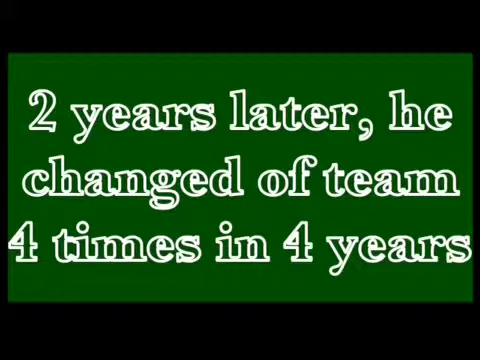 2 years later, he
changed of team
4 times in 4 years